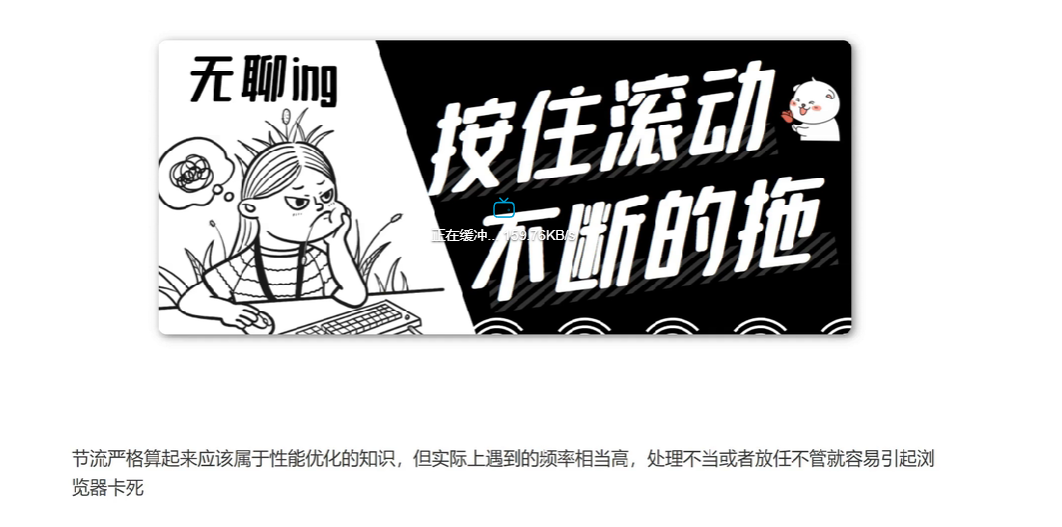 无聊ing
按住滚动
不断的拖
正在缓冲... 159.76KB/s
节流严格算起来应该属于性能优化的知识，但实际上遇到的频率相当高，处理不当或者放任不管就容易引起浏
览器卡死